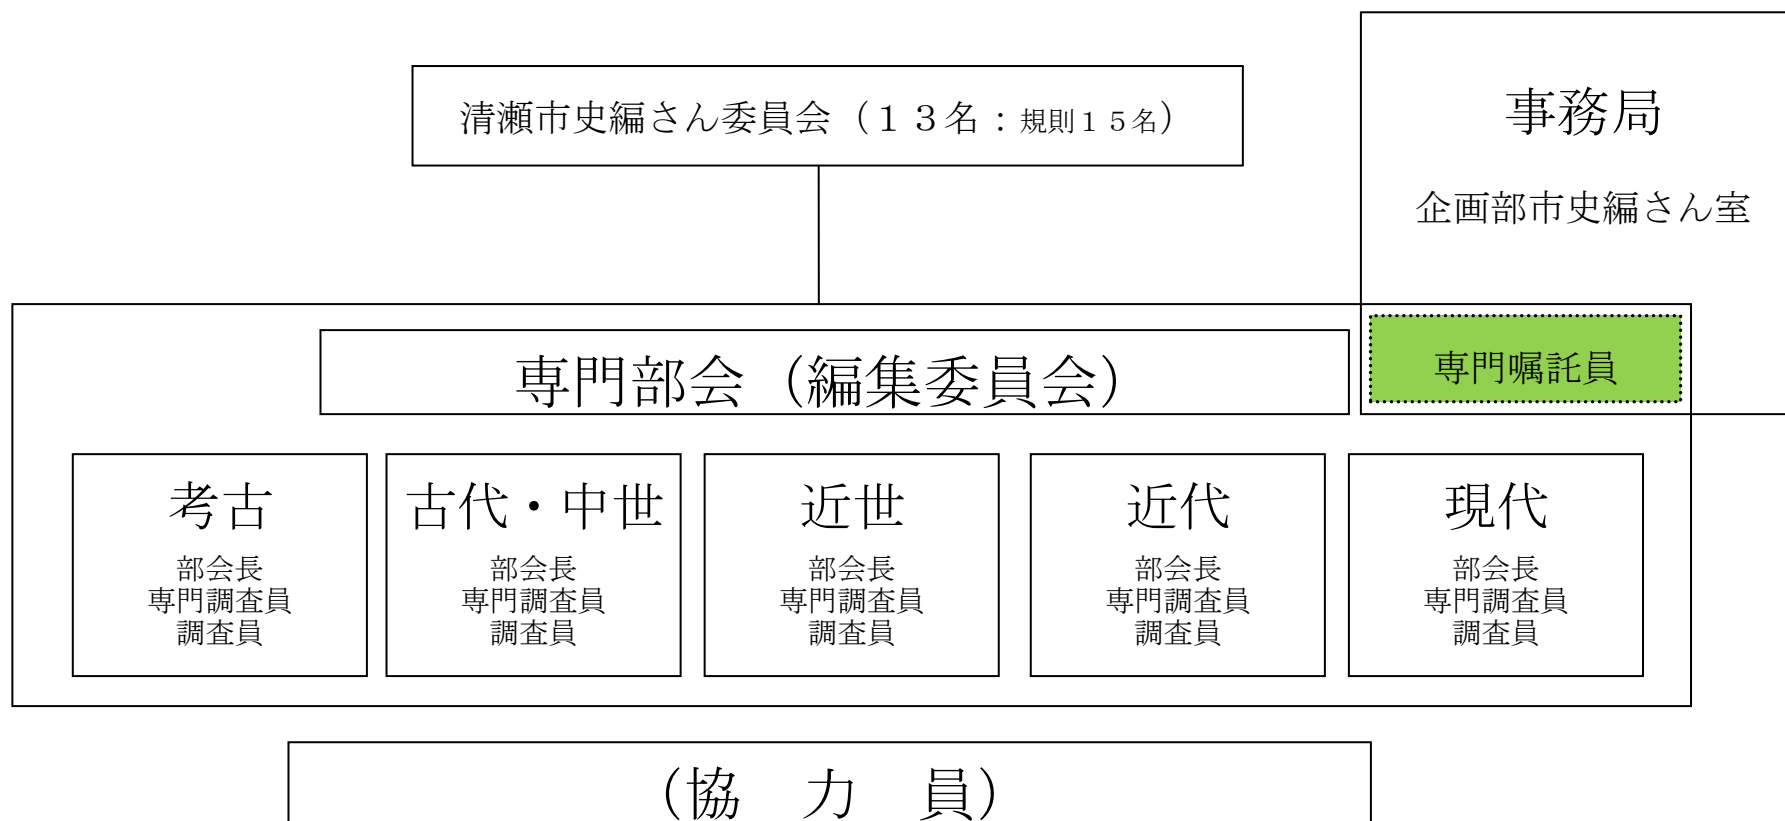 清瀬市史編さん委員会（１３名：規則１５名）
事務局
企画部市史編さん室
専門部会（編集委員会）
専門嘱託員
考古
部会長
専門調査員
調査員
古代・中世
部会長
専門調査員
調査員
近世
部会長
専門調査員
調査員
近代
部会長
専門調査員
調査員
現代
部会長
専門調査員
調査員
（協　力　員）